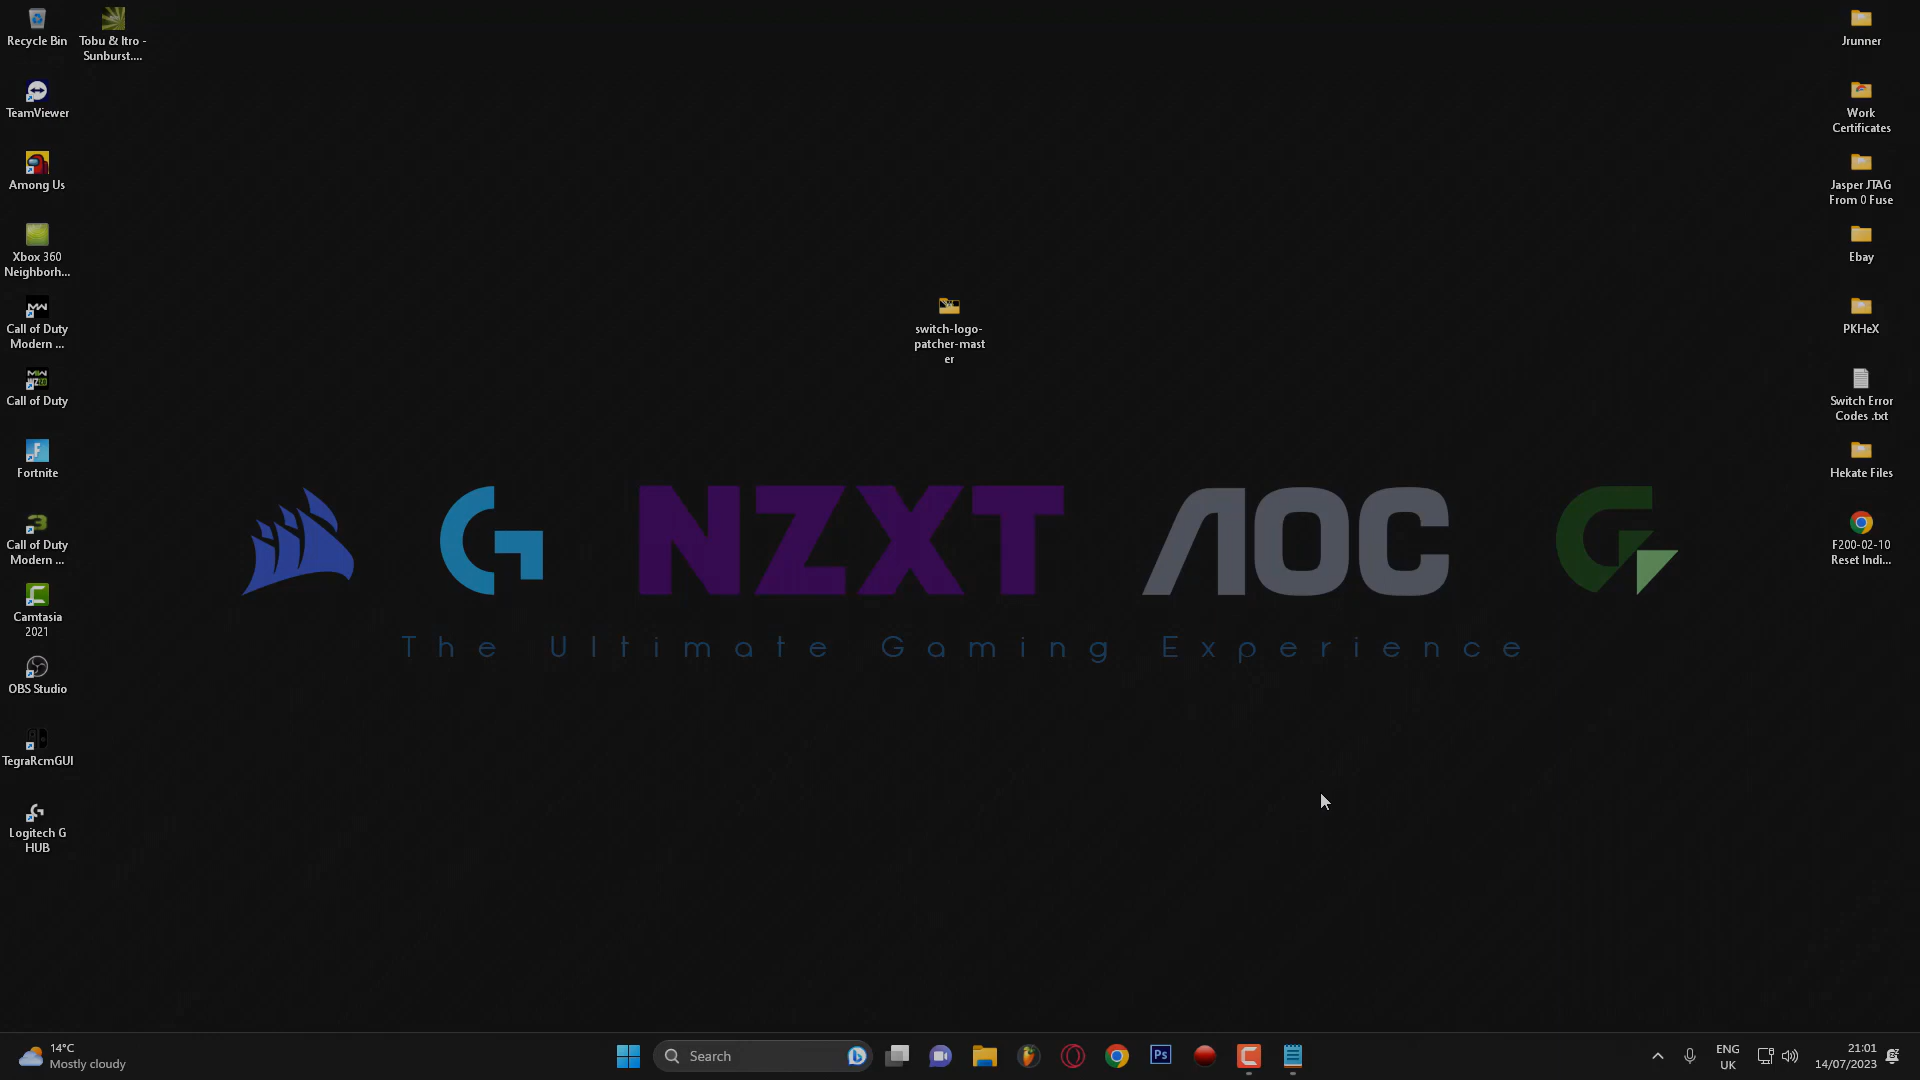 Recycle Bin
Tobu & Itro -
Sunburst....
TeamViewer
Among Us
Xbox 360
Neighborh...
Call of Duty
Modern ...
Call of Duty
Fortnite
Call of Duty
Modern ...
Camtasia
2021
OBS Studio
TegraRcmGUI
Logitech G
HUB
switch-logo-
patcher-mast
er
NZXT
AOC
The Ultimate Gaming Experience
Jrunner
Work
Certificates
Jasper JTAG
From 0 Fuse
Ebay
PKHeX
Switch Error
Codes .txt
Hekate Files
F200-02-10
Reset Indi...
14°C
Mostly cloudy
Search
Ps
ENG
UK
21:01
14/07/2023